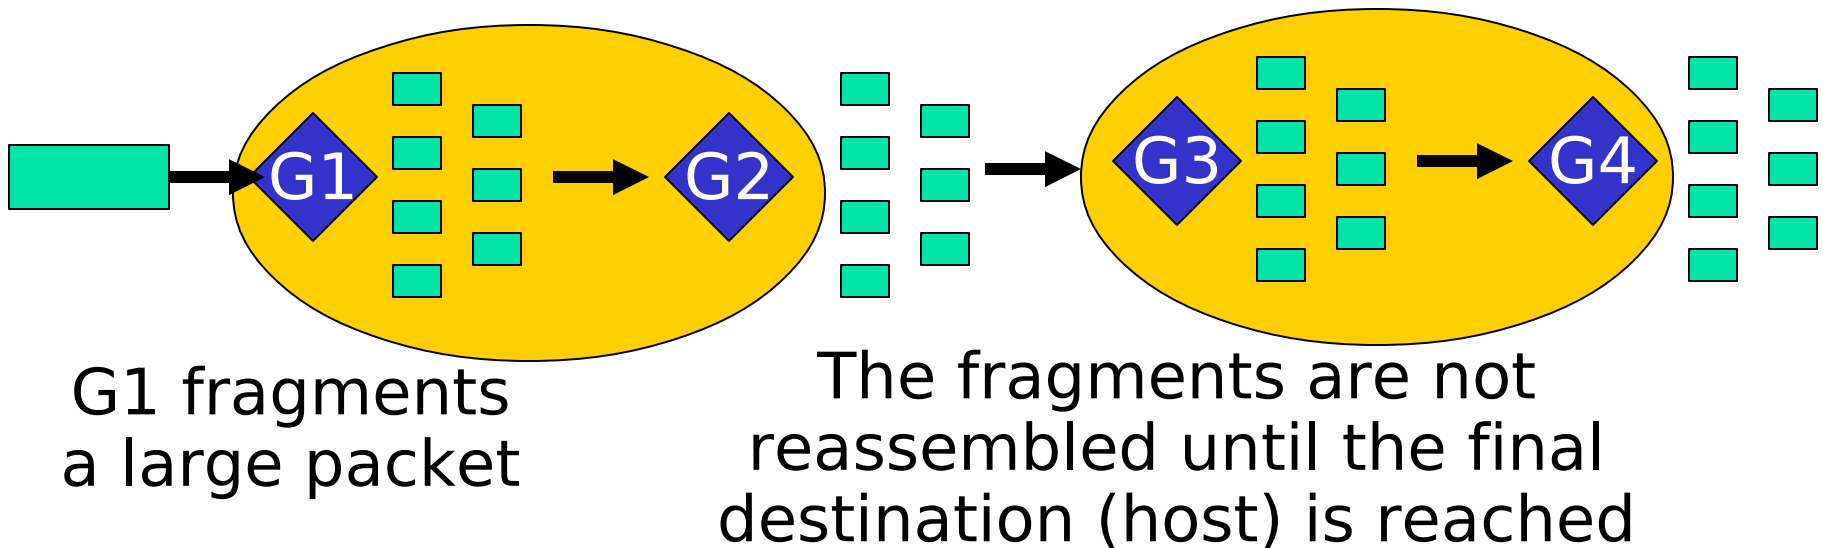 G1
G2
G3
G4
G1 fragments
a large packet
The fragments are not
reassembled until the final
destination (host) is reached